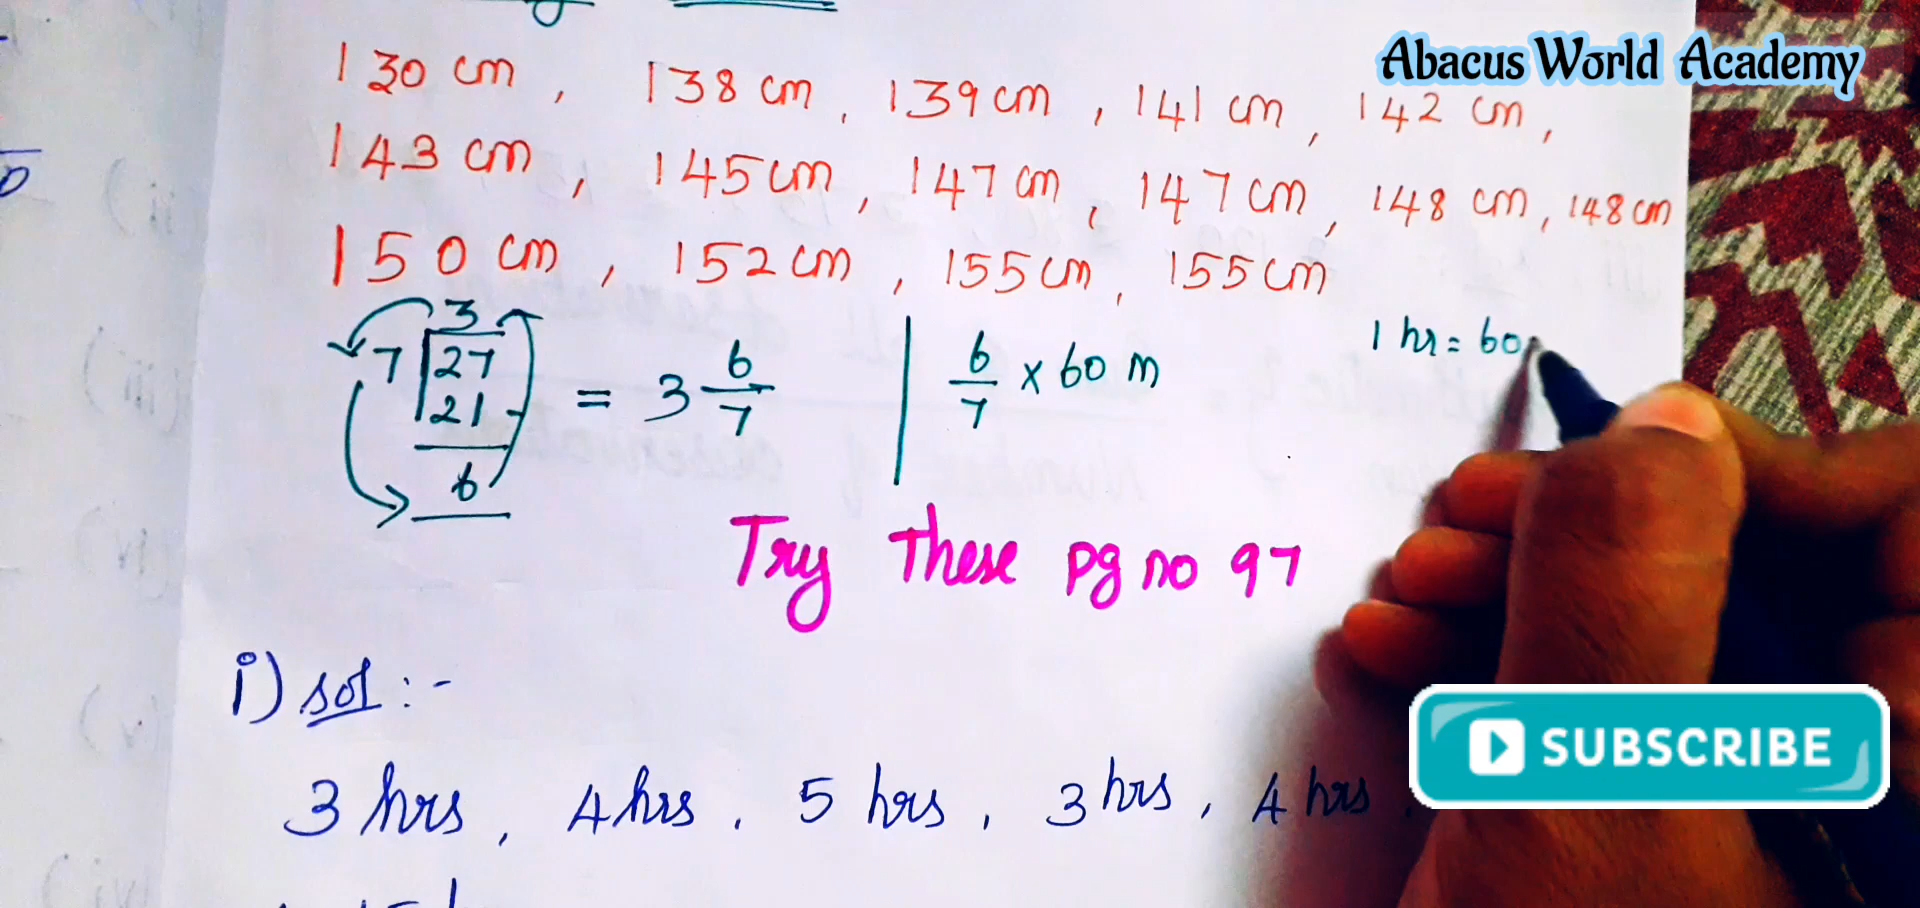 Abacus World Academy
130 cm, 138 cm, 139 cm, 141 cm, 142 cm,
143 cm, 145 cm, 147 cm, 147 cm, 148 cm, 148 cm
150 cm, 152 cm, 155 cm, 155 cm
3
7 27 = 3 6/7 | 6/7 x 60 m
1 hr = 60
21
6
Try These pg no 97
i) sol :-
3 hrs, 4 hrs, 5 hrs, 3 hrs, 4 hrs,
SUBSCRIBE